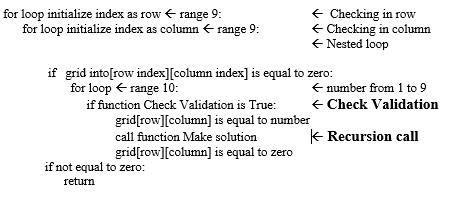 for loop initialize index as row ← range 9: ← Checking in row
for loop initialize index as column ← range 9: ← Checking in column
← Nested loop
if grid into[row index][column index] is equal to zero:
for loop ← range 10: ← number from 1 to 9
if function Check Validation is True: ← Check Validation
grid[row][column] is equal to number
call function Make solution ← Recursion call
grid[row][column] is equal to zero
if not equal to zero:
return